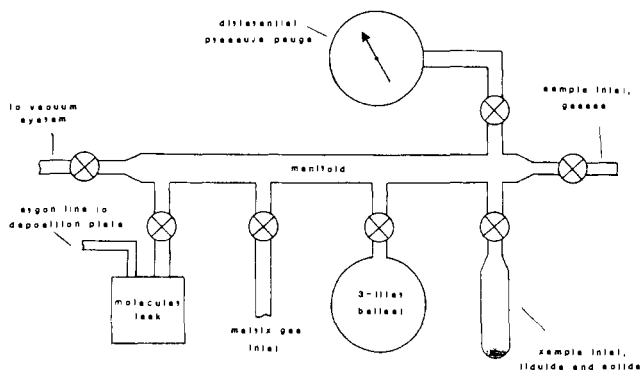 differential
pressure gauge
to vacuum
system
sample inlet,
gasses
manifold
argon line to
deposition plate
molecular
leak
matrix gas
inlet
3-liter
ballast
sample inlet,
liquids and solids